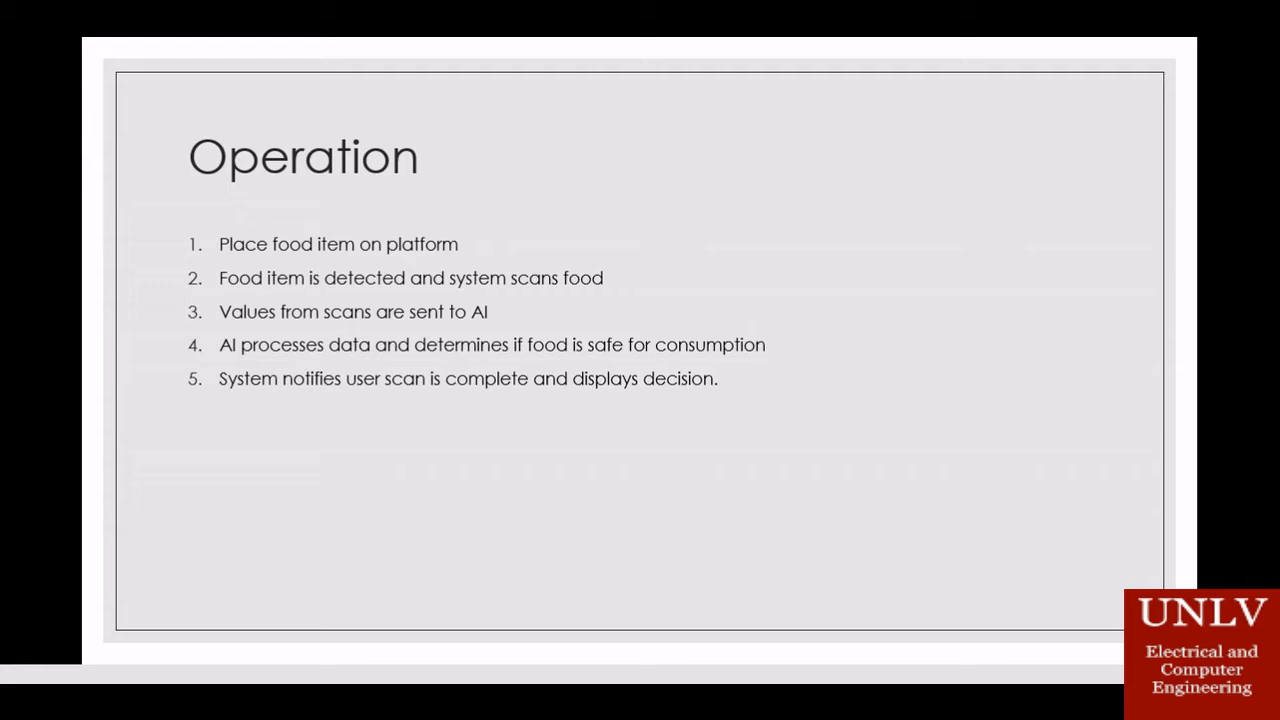 Operation
1. Place food item on platform
2. Food item is detected and system scans food
3. Values from scans are sent to AI
4. AI processes data and determines if food is safe for consumption
5. System notifies user scan is complete and displays decision.
UNLV
Electrical and
Computer
Engineering